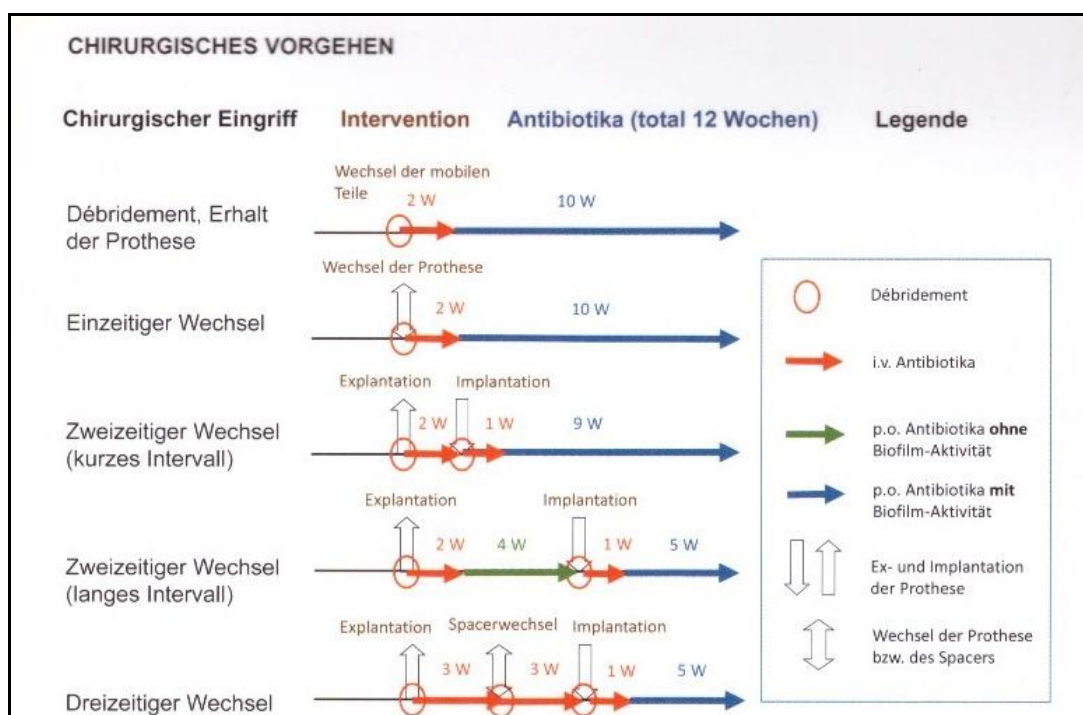 CHIRURGISCHES VORGEHEN
Chirurgischer Eingriff
Intervention
Antibiotika (total 12 Wochen)
Legende
Débridement, Erhalt
der Prothese
Wechsel der mobilen
Teile
2 W
10 W
Einzeitiger Wechsel
Wechsel der Prothese
2 W
10 W
Zweizeitiger Wechsel
(kurzes Intervall)
Explantation
Implantation
2 W
1 W
9 W
Zweizeitiger Wechsel
(langes Intervall)
Explantation
Implantation
2 W
4 W
1 W
5 W
Dreizeitiger Wechsel
Explantation
Spacerwechsel
Implantation
3 W
3 W
1 W
5 W
Débridement
i.v. Antibiotika
p.o. Antibiotika ohne
Biofilm-Aktivität
p.o. Antibiotika mit
Biofilm-Aktivität
Ex- und Implantation
der Prothese
Wechsel der Prothese
bzw. des Spacers